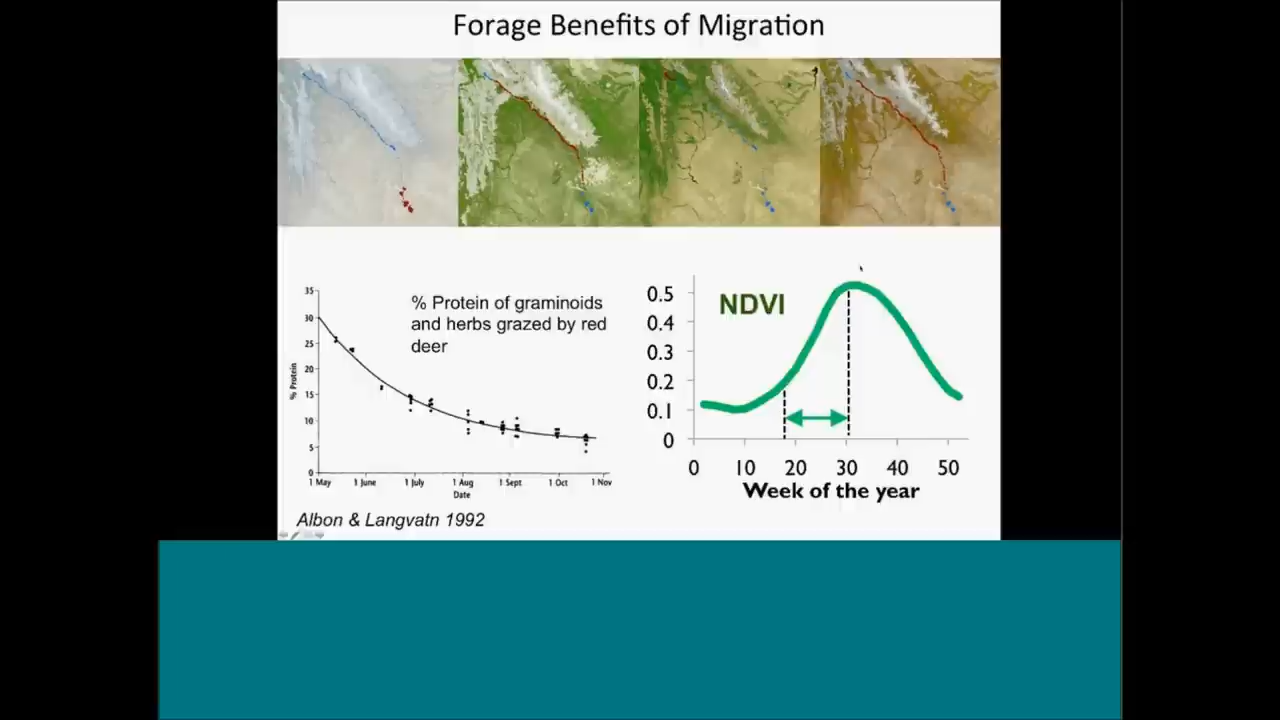 Forage Benefits of Migration
% Protein of graminoids
and herbs grazed by red
deer
35
30
25
20
15
10
5
0
% Protein
1 May
1 June
1 July
1 Aug
1 Sept
1 Oct
1 Nov
Date
Albon & Langvatn 1992
NDVI
0.5
0.4
0.3
0.2
0.1
0
0 10 20 30 40 50
Week of the year